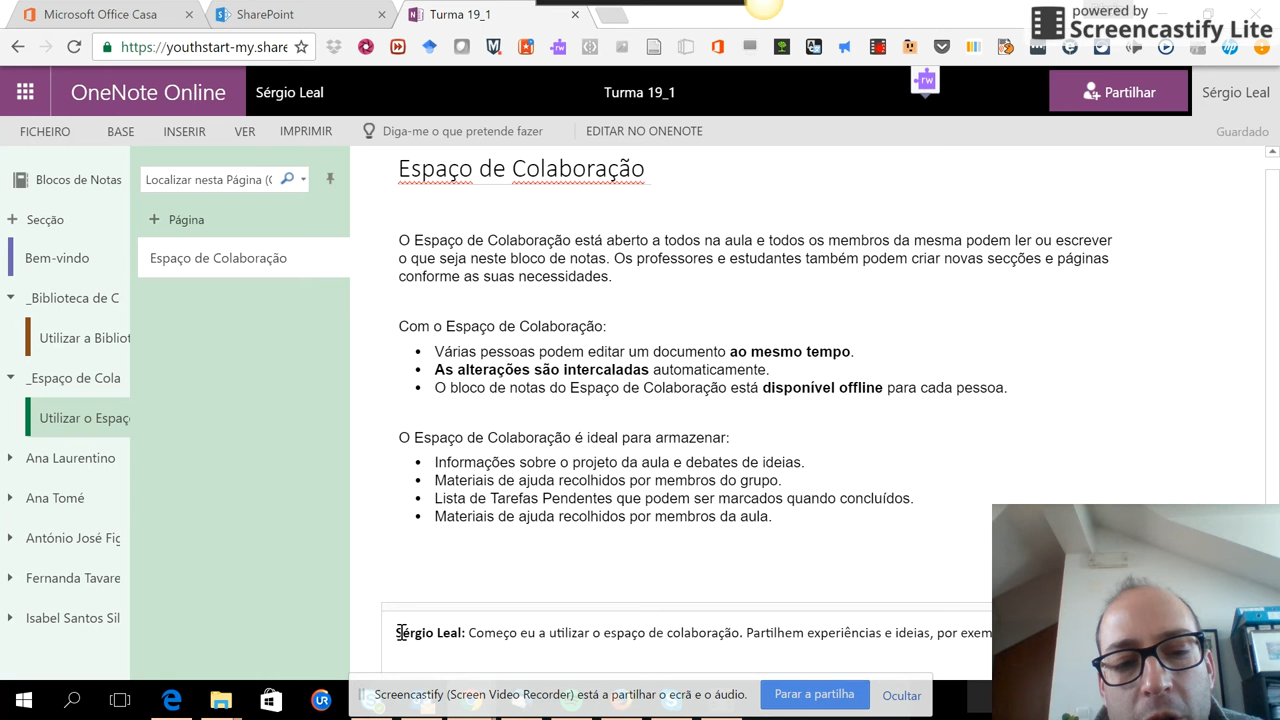 Microsoft Office Casa
SharePoint
Turma 19_1
powered by
Screencastify Lite
https://youthstart-my.share
OneNote Online
Sérgio Leal
Turma 19_1
Partilhar
Sérgio Leal
FICHEIRO
BASE
INSERIR
VER
IMPRIMIR
Diga-me o que pretende fazer
EDITAR NO ONENOTE
Guardado
Blocos de Notas
Localizar nesta Página (C
Secção
Página
Bem-vindo
Espaço de Colaboração
_Biblioteca de C
Utilizar a Bibliot
_Espaço de Cola
Utilizar o Espaç
Ana Laurentino
Ana Tomé
António José Fig
Fernanda Tavare
Isabel Santos Sil
Espaço de Colaboração
O Espaço de Colaboração está aberto a todos na aula e todos os membros da mesma podem ler ou escrever
o que seja neste bloco de notas. Os professores e estudantes também podem criar novas secções e páginas
conforme as suas necessidades.
Com o Espaço de Colaboração:
• Várias pessoas podem editar um documento ao mesmo tempo.
• As alterações são intercaladas automaticamente.
• O bloco de notas do Espaço de Colaboração está disponível offline para cada pessoa.
O Espaço de Colaboração é ideal para armazenar:
• Informações sobre o projeto da aula e debates de ideias.
• Materiais de ajuda recolhidos por membros do grupo.
• Lista de Tarefas Pendentes que podem ser marcados quando concluídos.
• Materiais de ajuda recolhidos por membros da aula.
Sérgio Leal: Começo eu a utilizar o espaço de colaboração. Partilhem experiências e ideias, por exem
Screencastify (Screen Video Recorder) está a partilhar o ecrã e o áudio.
Parar a partilha
Ocultar